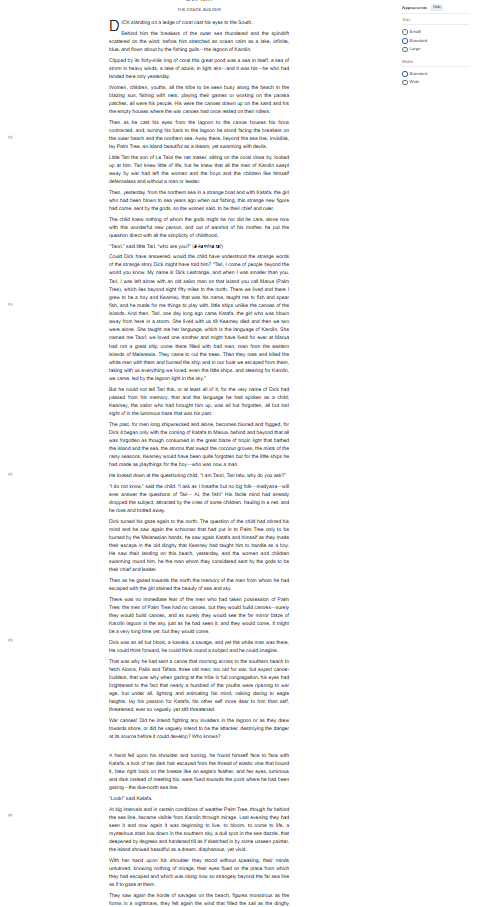 THE CANOE BUILDER
DICK standing on a ledge of coral cast his eyes to the South.
Behind him the breakers of the outer sea thundered and the spindrift
scattered on the wind; before him stretched an ocean calm as a lake, infinite,
blue, and flown about by the fishing gulls—the lagoon of Karolin.
Clipped by its forty-mile ring of coral this great pond was a sea in itself, a sea of
storm in heavy winds, a lake of azure, in light airs—and it was his—he who had
landed here only yesterday.
Women, children, youths, all the tribe to be seen busy along the beach in the
blazing sun, fishing with nets, playing their games or working on the paraka
patches, all were his people. His were the canoes drawn up on the sand and his
the empty houses where the war canoes had once rested on their rollers.
Then as he cast his eyes from the lagoon to the canoe houses his brow
contracted, and, turning his back to the lagoon he stood facing the breakers on
the outer beach and the northern sea. Away there, beyond the sea line, invisible,
lay Palm Tree, an island beautiful as a dream, yet swarming with devils.
Little Tari the son of Le Taioi the net maker, sitting on the coral close by, looked
up at him. Tari knew little of life, but he knew that all the men of Karolin swept
away by war had left the women and the boys and the children like himself
defenceless and without a man or leader.
Then, yesterday, from the northern sea in a strange boat and with Katafa, the girl
who had been blown to sea years ago when out fishing, this strange new figure
had come, sent by the gods, so the women said, to be their chief and ruler.
The child knew nothing of whom the gods might be nor did he care, alone now
with this wonderful new person, and out of earshot of his mother, he put the
question direct with all the simplicity of childhood.
"Taori," said little Tari, "who are you?"
Could Dick have answered, would the child have understood the strange words
of the strange story Dick might have told him? "Tari, I come of people beyond the
world you know. My name is Dick Lestrange, and when I was smaller than you,
Tari, I was left alone with an old sailor man on that island you call Marua (Palm
Tree), which lies beyond sight fifty miles to the north. There we lived and there I
grew to be a boy and Kearney, that was his name, taught me to fish and spear
fish, and he made for me things to play with, little ships unlike the canoes of the
islands. And then, Tari, one day long ago came Katafa, the girl who was blown
away from here in a storm. She lived with us till Kearney died and then we two
were alone. She taught me her language, which is the language of Karolin. She
named me Taori; we loved one another and might have lived for ever at Marua
had not a great ship come there filled with bad men, men from the eastern
islands of Melanesia. They came to cut the trees. Then they rose and killed the
white men with them and burned the ship and in our boat we escaped from them,
taking with us everything we loved, even the little ships, and steering for Karolin,
we came, led by the lagoon light in the sky."
But he could not tell Tari this, or at least all of it, for the very name of Dick had
passed from his memory, that and the language he had spoken as a child;
Kearney, the sailor who had brought him up, was all but forgotten, all but lost
sight of in the luminous haze that was his past.
The past, for men long shipwrecked and alone, becomes blurred and fogged, for
Dick it began only with the coming of Katafa to Marua, behind and beyond that all
was forgotten as though consumed in the great blaze of tropic light that bathed
the island and the sea, the storms that swept the coconut groves, the mists of the
rainy seasons. Kearney would have been quite forgotten but for the little ships he
had made as playthings for the boy—who was now a man.
He looked down at the questioning child. "I am Taori, Tari tatu, why do you ask?"
"I do not know," said the child. "I ask as I breathe but no big folk—madyana—will
ever answer the questions of Tari— Ai, the fish!" His facile mind had already
dropped the subject, attracted by the cries of some children, hauling in a net, and
he rose and trotted away.
Dick turned his gaze again to the north. The question of the child had stirred his
mind and he saw again the schooner that had put in to Palm Tree only to be
burned by the Melanesian hands, he saw again Katafa and himself as they made
their escape in the old dinghy that Kearney had taught him to handle as a boy.
He saw their landing on this beach, yesterday, and the women and children
swarming round him, he the man whom they considered sent by the gods to be
their chief and leader.
Then as he gazed towards the north the memory of the men from whom he had
escaped with the girl stained the beauty of sea and sky.
There was no immediate fear of the men who had taken possession of Palm
Tree; the men of Palm Tree had no canoes, but they would build canoes—surely
they would build canoes, and as surely they would see the far mirror blaze of
Karolin lagoon in the sky, just as he had seen it, and they would come. It might
be a very long time yet, but they would come.
Dick was an all but a boy, a kanaka, a savage, and yet the white man was there.
He could think forward, he could think round a subject and he could imagine.
That was why he had sent a canoe that morning across to the southern beach to
fetch Aioma, Palia and Tafata, three old men, too old for war, but expert canoe-
builders, that was why when gazing at the tribe in full congregation, his eyes had
brightened to the fact that nearly a hundred of the youths were ripening to war
age, but under all, lighting and animating his mind, raising daring to eagle
heights, lay his passion for Katafa, his other self more dear to him than self,
threatened, ever so vaguely, yet still threatened.
War canoes! Did he intend fighting any invaders in the lagoon or as they drew
towards shore, or did he vaguely intend to be the attacker, destroying the danger
at its source before it could develop? Who knows?
A hand fell upon his shoulder and turning, he found himself face to face with
Katafa, a lock of her dark hair escaped from the thread of elastic vine that bound
it, blew right back on the breeze like an eagle's feather, and her eyes, luminous
and dark instead of meeting his, were fixed towards the point where he had been
gazing—the due-north sea line.
"Look!" said Katafa.
At big intervals and in certain conditions of weather Palm Tree, though far behind
the sea line, became visible from Karolin through mirage. Last evening they had
seen it and now again it was beginning to live, to bloom, to come to life, a
mysterious stain low down in the southern sky, a dull spot in the sea dazzle, that
deepened by degrees and hardened till as if sketched in by some unseen painter,
the island showed beautiful as a dream, diaphanous, yet vivid.
With her hand upon his shoulder they stood without speaking, their minds
untutored, knowing nothing of mirage, their eyes fixed on the place from which
they had escaped and which was rising now so strangely beyond the far sea line
as if to gaze at them.
They saw again the horde of savages on the beach, figures monstrous as the
forms in a nightmare, they felt again the wind that filled the sail as the dinghy
Appearance
hide
Text
Small
Standard
Large
Width
Standard
Wide